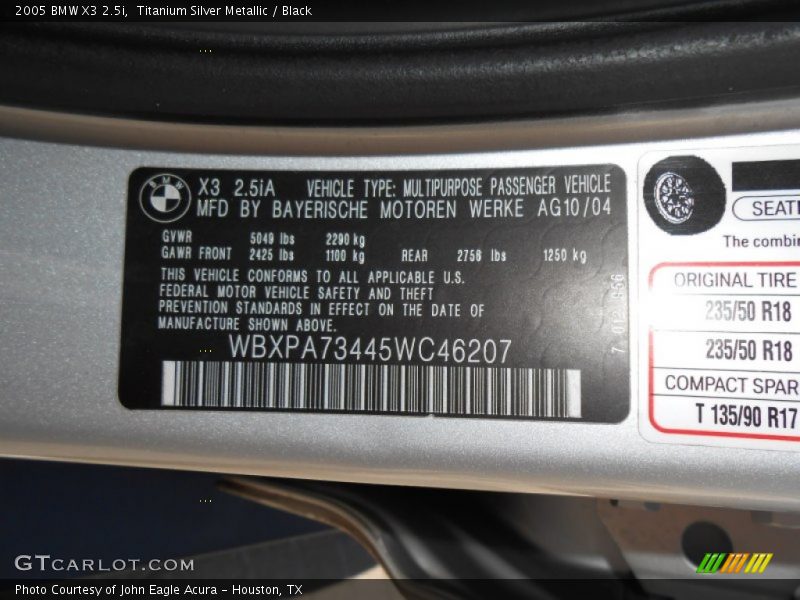 2005 BMW X3 2.5i, Titanium Silver Metallic / Black
BMW
X3 2.5iA VEHICLE TYPE: MULTIPURPOSE PASSENGER VEHICLE
MFD BY BAYERISCHE MOTOREN WERKE AG10/04
GVWR 5049 lbs 2290 kg
GAWR FRONT 2425 lbs 1100 kg REAR 2756 lbs 1250 kg
THIS VEHICLE CONFORMS TO ALL APPLICABLE U.S.
FEDERAL MOTOR VEHICLE SAFETY AND THEFT
PREVENTION STANDARDS IN EFFECT ON THE DATE OF
MANUFACTURE SHOWN ABOVE.
WBXPA73445WC46207
SEATI
The combin
ORIGINAL TIRE
235/50 R18
235/50 R18
COMPACT SPAR
T 135/90 R17
GTCARLOT.COM
Photo Courtesy of John Eagle Acura - Houston, TX